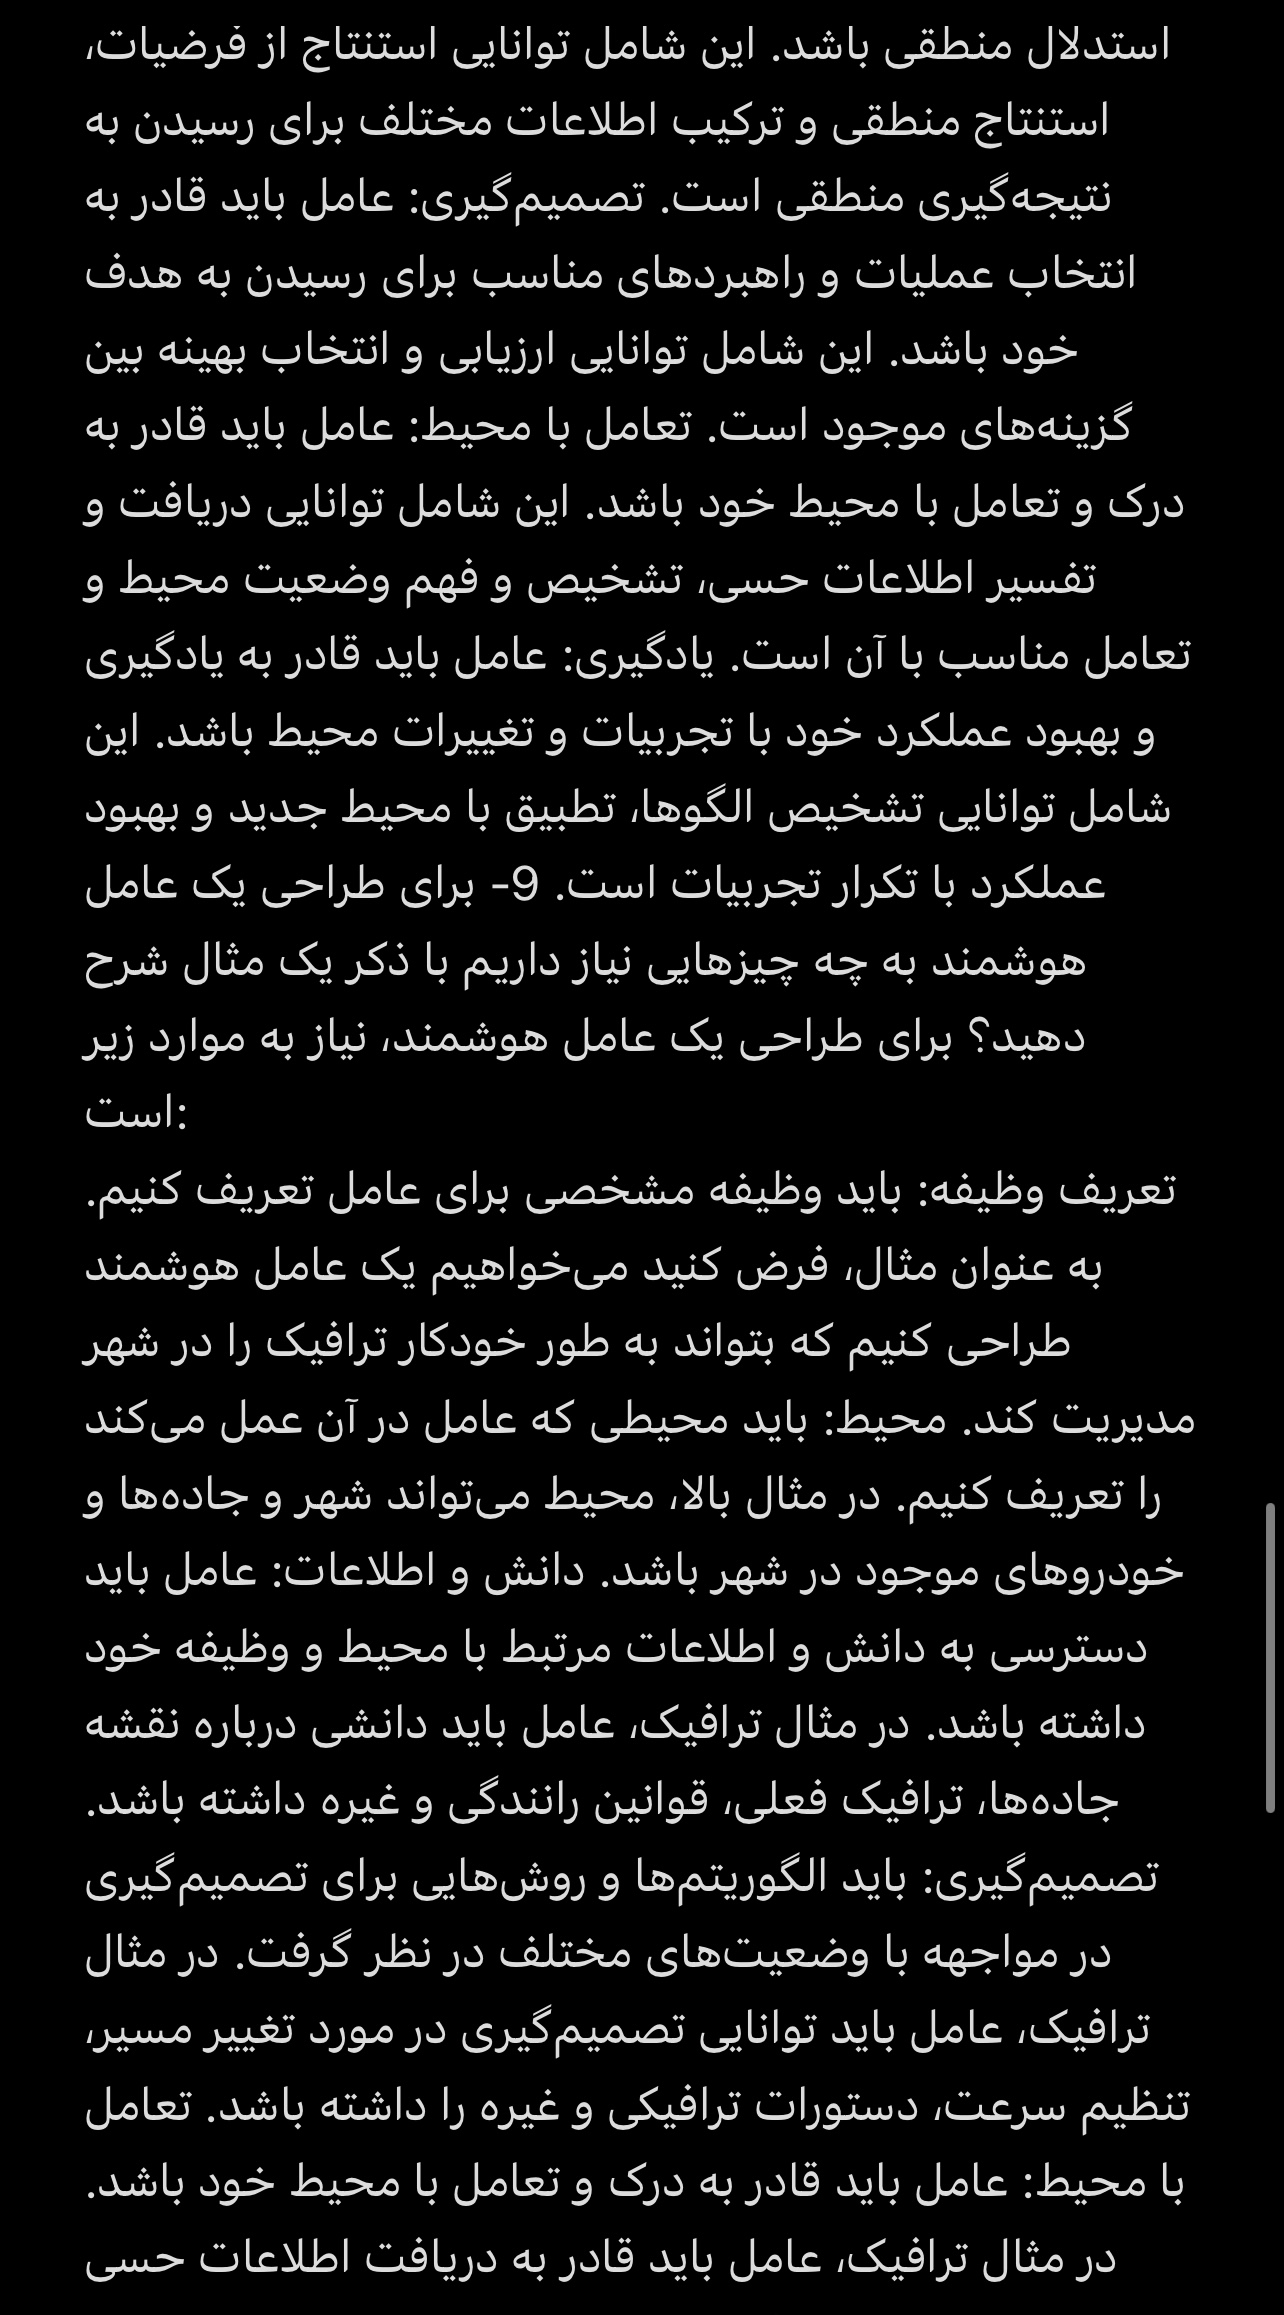 استدلال منطقی باشد. این شامل توانایی استنتاج از فرضیات،
استنتاج منطقی و ترکیب اطلاعات مختلف برای رسیدن به
نتیجه‌گیری منطقی است. تصمیم‌گیری: عامل باید قادر به
انتخاب عملیات و راهبردهای مناسب برای رسیدن به هدف
خود باشد. این شامل توانایی ارزیابی و انتخاب بهینه بین
گزینه‌های موجود است. تعامل با محیط: عامل باید قادر به
درک و تعامل با محیط خود باشد. این شامل توانایی دریافت و
تفسیر اطلاعات حسی، تشخیص و فهم وضعیت محیط و
تعامل مناسب با آن است. یادگیری: عامل باید قادر به یادگیری
و بهبود عملکرد خود با تجربیات و تغییرات محیط باشد. این
شامل توانایی تشخیص الگوها، تطبیق با محیط جدید و بهبود
عملکرد با تکرار تجربیات است. 9- برای طراحی یک عامل
هوشمند به چه چیزهایی نیاز داریم با ذکر یک مثال شرح
دهید؟ برای طراحی یک عامل هوشمند، نیاز به موارد زیر
است:
تعریف وظیفه: باید وظیفه مشخصی برای عامل تعریف کنیم.
به عنوان مثال، فرض کنید می‌خواهیم یک عامل هوشمند
طراحی کنیم که بتواند به طور خودکار ترافیک را در شهر
مدیریت کند. محیط: باید محیطی که عامل در آن عمل می‌کند
را تعریف کنیم. در مثال بالا، محیط می‌تواند شهر و جاده‌ها و
خودروهای موجود در شهر باشد. دانش و اطلاعات: عامل باید
دسترسی به دانش و اطلاعات مرتبط با محیط و وظیفه خود
داشته باشد. در مثال ترافیک، عامل باید دانشی درباره نقشه
جاده‌ها، ترافیک فعلی، قوانین رانندگی و غیره داشته باشد.
تصمیم‌گیری: باید الگوریتم‌ها و روش‌هایی برای تصمیم‌گیری
در مواجهه با وضعیت‌های مختلف در نظر گرفت. در مثال
ترافیک، عامل باید توانایی تصمیم‌گیری در مورد تغییر مسیر،
تنظیم سرعت، دستورات ترافیکی و غیره را داشته باشد. تعامل
با محیط: عامل باید قادر به درک و تعامل با محیط خود باشد.
در مثال ترافیک، عامل باید قادر به دریافت اطلاعات حسی